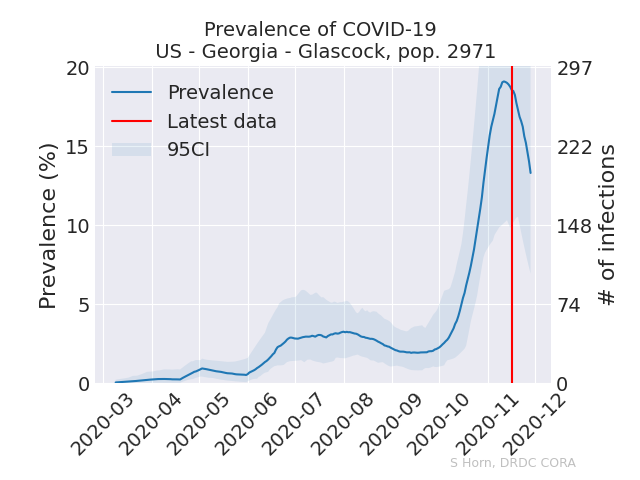 Prevalence of COVID-19
US - Georgia - Glascock, pop. 2971
Prevalence (%)
20
15
10
5
0
297
222
148
74
0
# of infections
Prevalence
Latest data
95CI
2020-03
2020-04
2020-05
2020-06
2020-07
2020-08
2020-09
2020-10
2020-11
2020-12
S Horn, DRDC CORA